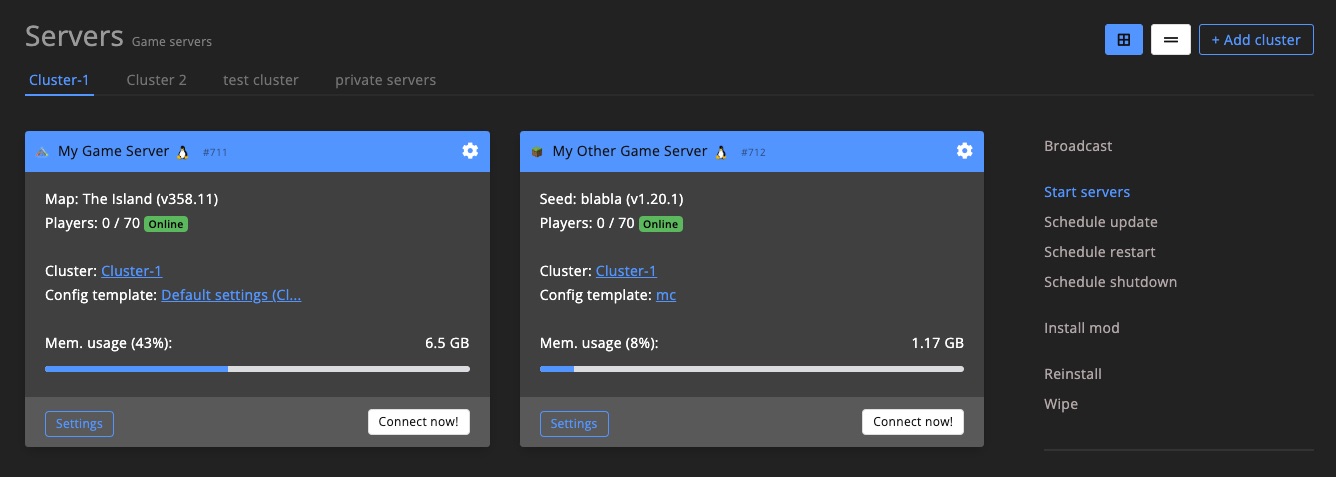 Servers Game servers
+ Add cluster
Cluster-1 Cluster 2 test cluster private servers
My Game Server #711
Map: The Island (v358.11)
Players: 0 / 70 Online
Cluster: Cluster-1
Config template: Default settings (Cl...
Mem. usage (43%): 6.5 GB
Settings Connect now!
My Other Game Server #712
Seed: blabla (v1.20.1)
Players: 0 / 70 Online
Cluster: Cluster-1
Config template: mc
Mem. usage (8%): 1.17 GB
Settings Connect now!
Broadcast
Start servers
Schedule update
Schedule restart
Schedule shutdown
Install mod
Reinstall
Wipe